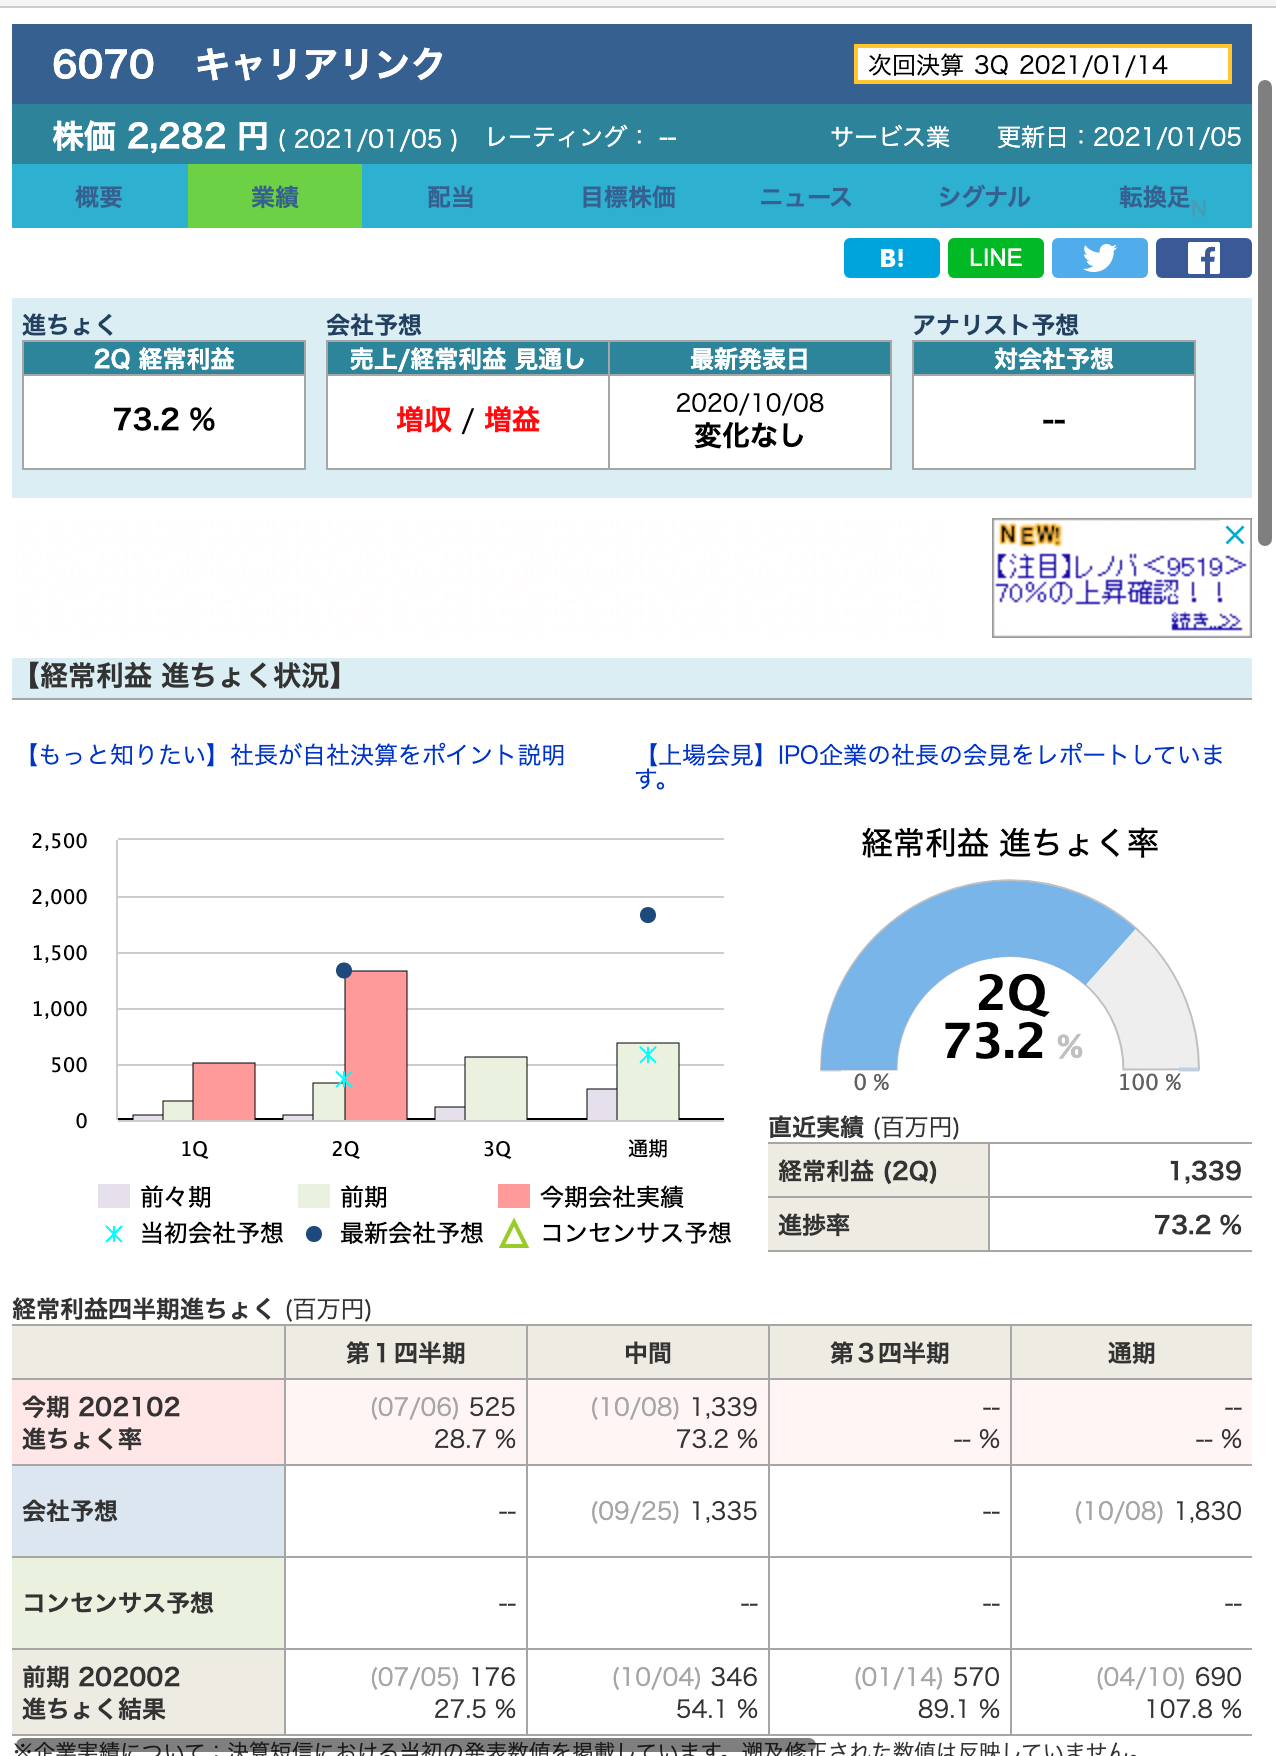 6070　キャリアリンク
次回決算 3Q 2021/01/14
株価 2,282 円 ( 2021/01/05 )　レーティング： --　サービス業　更新日：2021/01/05
概要　業績　配当　目標株価　ニュース　シグナル　転換足
B!　LINE
進ちょく　会社予想　アナリスト予想
2Q 経常利益　売上/経常利益 見通し　最新発表日　対会社予想
73.2 %　増収 / 増益　2020/10/08　--
変化なし
NEW!
【注目】レノバ<9519>
70%の上昇確認！！
続き..>>
【経常利益 進ちょく状況】
【もっと知りたい】社長が自社決算をポイント説明
【上場会見】IPO企業の社長の会見をレポートしていま
す。
経常利益 進ちょく率
2,500
2,000
1,500
1,000
500
0
1Q　2Q　3Q　通期
前々期　前期　今期会社実績
当初会社予想　最新会社予想　コンセンサス予想
2Q
73.2 %
0 %　100 %
直近実績 (百万円)
経常利益 (2Q)　1,339
進捗率　73.2 %
経常利益四半期進ちょく (百万円)
第１四半期　中間　第３四半期　通期
今期 202102　(07/06) 525　(10/08) 1,339　--　--
進ちょく率　28.7 %　73.2 %　-- %　-- %
会社予想　--　(09/25) 1,335　--　(10/08) 1,830
コンセンサス予想　--　--　--　--
前期 202002　(07/05) 176　(10/04) 346　(01/14) 570　(04/10) 690
進ちょく結果　27.5 %　54.1 %　89.1 %　107.8 %
※企業実績について：決算短信における当初の発表数値を掲載しています。遡及修正された数値は反映していません。